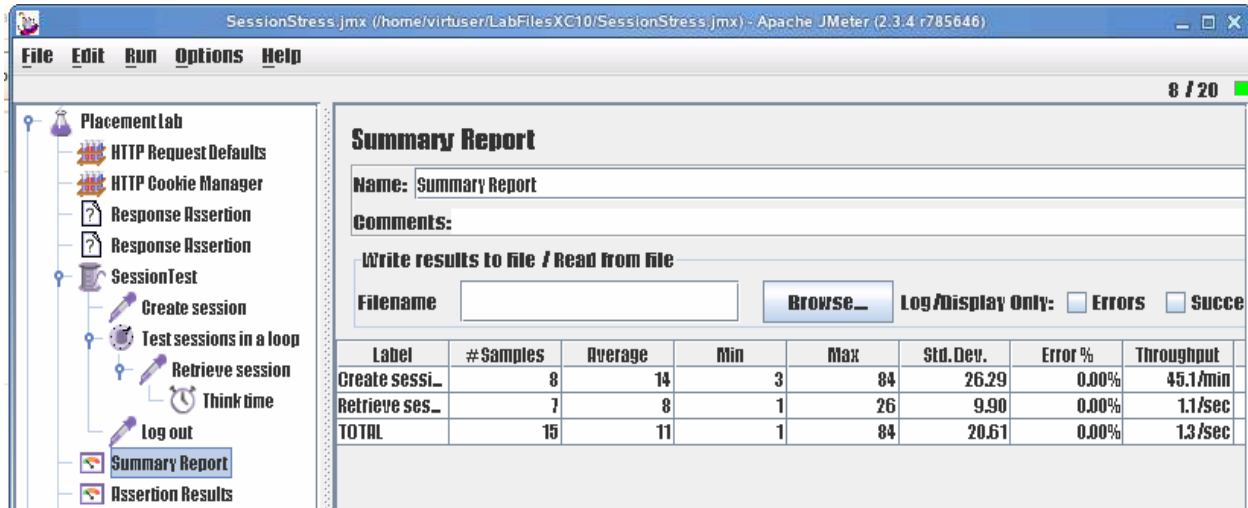 SessionStress.jmx (/home/virtuser/LabFilesXC10/SessionStress.jmx) - Apache JMeter (2.3.4 r785646)
File Edit Run Options Help
8 / 20
Placement Lab
HTTP Request Defaults
HTTP Cookie Manager
Response Assertion
Response Assertion
SessionTest
Create session
Test sessions in a loop
Retrieve session
Think time
Log out
Summary Report
Assertion Results
Summary Report
Name: Summary Report
Comments:
Write results to file / Read from file
Filename Browse... Log/Display Only: Errors Succe
Label # Samples Average Min Max Std. Dev. Error % Throughput
Create sessi... 8 14 3 84 26.29 0.00% 45.1/min
Retrieve ses... 7 8 1 26 9.90 0.00% 1.1/sec
TOTAL 15 11 1 84 20.61 0.00% 1.3/sec